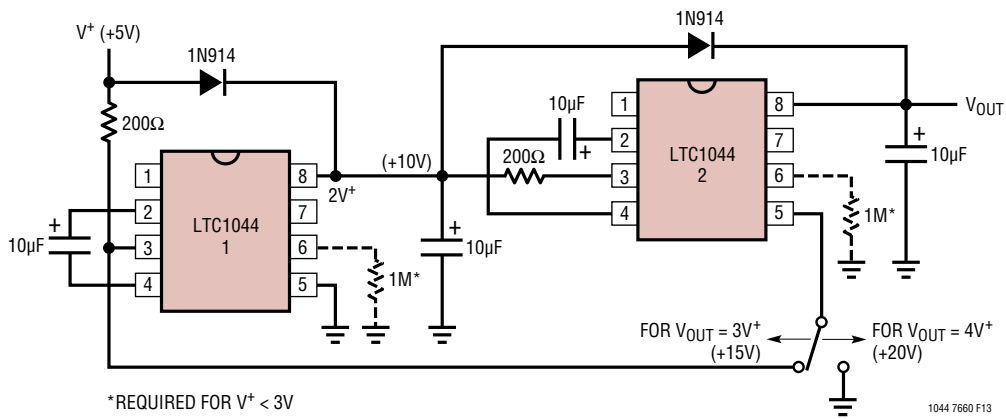 V+ (+5V)
1N914
200Ω
1
2
3
4
LTC1044
1
8
7
6
5
2V+
10µF
+
1M*
(+10V)
+
10µF
1N914
10µF
+
200Ω
1
2
3
4
LTC1044
2
8
7
6
5
VOUT
+
10µF
1M*
FOR VOUT = 3V+
(+15V)
FOR VOUT = 4V+
(+20V)
*REQUIRED FOR V+ < 3V
1044 7660 F13